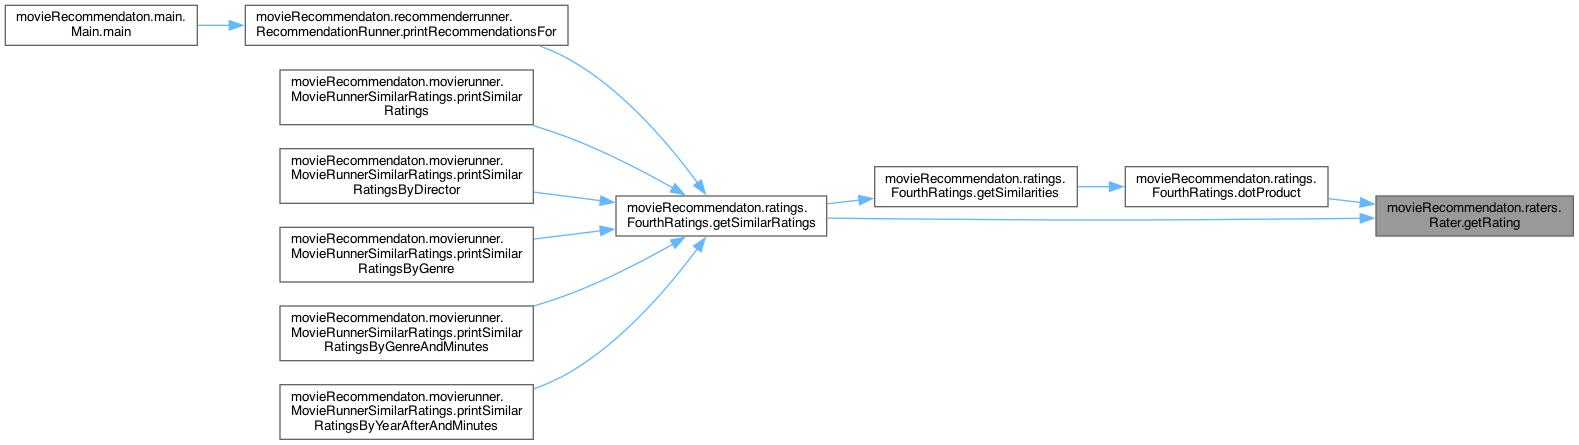 movieRecommendaton.main.
Main.main
movieRecommendaton.recommenderrunner.
RecommendationRunner.printRecommendationsFor
movieRecommendaton.movierunner.
MovieRunnerSimilarRatings.printSimilar
Ratings
movieRecommendaton.movierunner.
MovieRunnerSimilarRatings.printSimilar
RatingsByDirector
movieRecommendaton.movierunner.
MovieRunnerSimilarRatings.printSimilar
RatingsByGenre
movieRecommendaton.movierunner.
MovieRunnerSimilarRatings.printSimilar
RatingsByGenreAndMinutes
movieRecommendaton.movierunner.
MovieRunnerSimilarRatings.printSimilar
RatingsByYearAfterAndMinutes
movieRecommendaton.ratings.
FourthRatings.getSimilarRatings
movieRecommendaton.ratings.
FourthRatings.getSimilarities
movieRecommendaton.ratings.
FourthRatings.dotProduct
movieRecommendaton.raters.
Rater.getRating